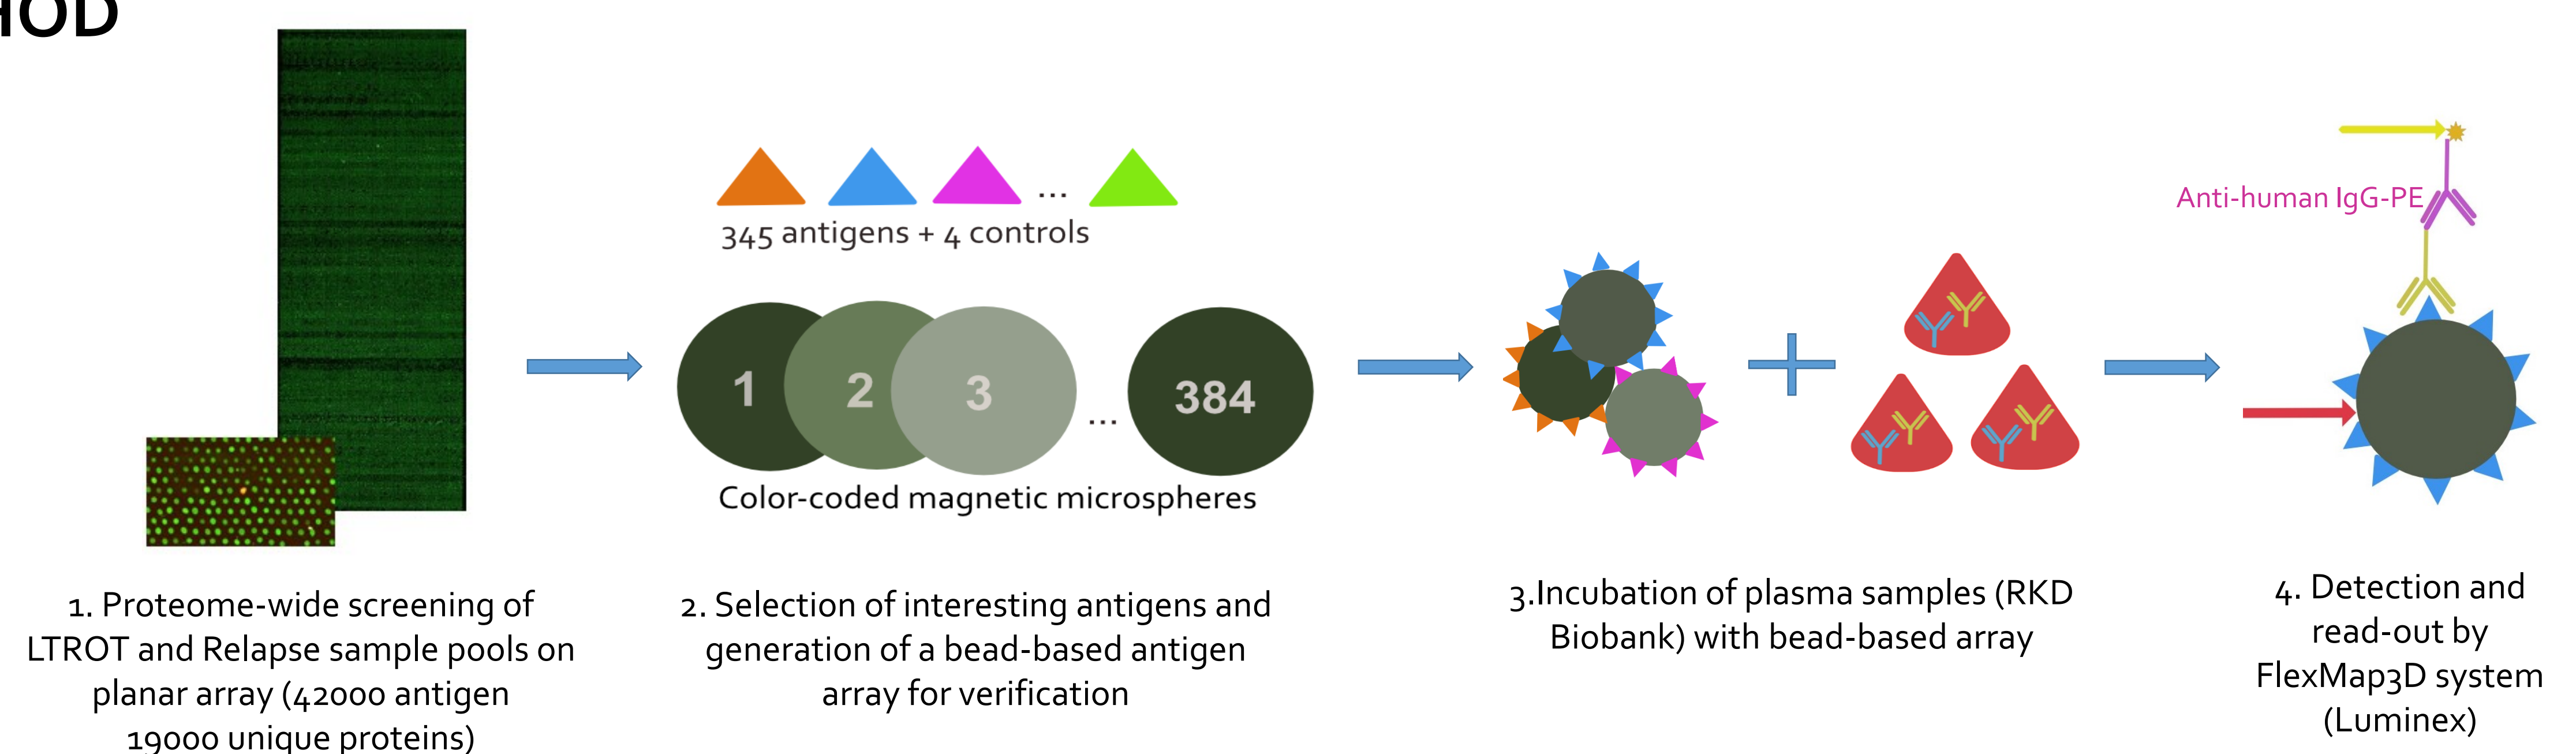 HOD
345 antigens + 4 controls
...
1 2 3 ... 384
Color-coded magnetic microspheres
Anti-human IgG-PE
1. Proteome-wide screening of
LTROT and Relapse sample pools on
planar array (42000 antigen
19000 unique proteins)
2. Selection of interesting antigens and
generation of a bead-based antigen
array for verification
3.Incubation of plasma samples (RKD
Biobank) with bead-based array
4. Detection and
read-out by
FlexMap3D system
(Luminex)